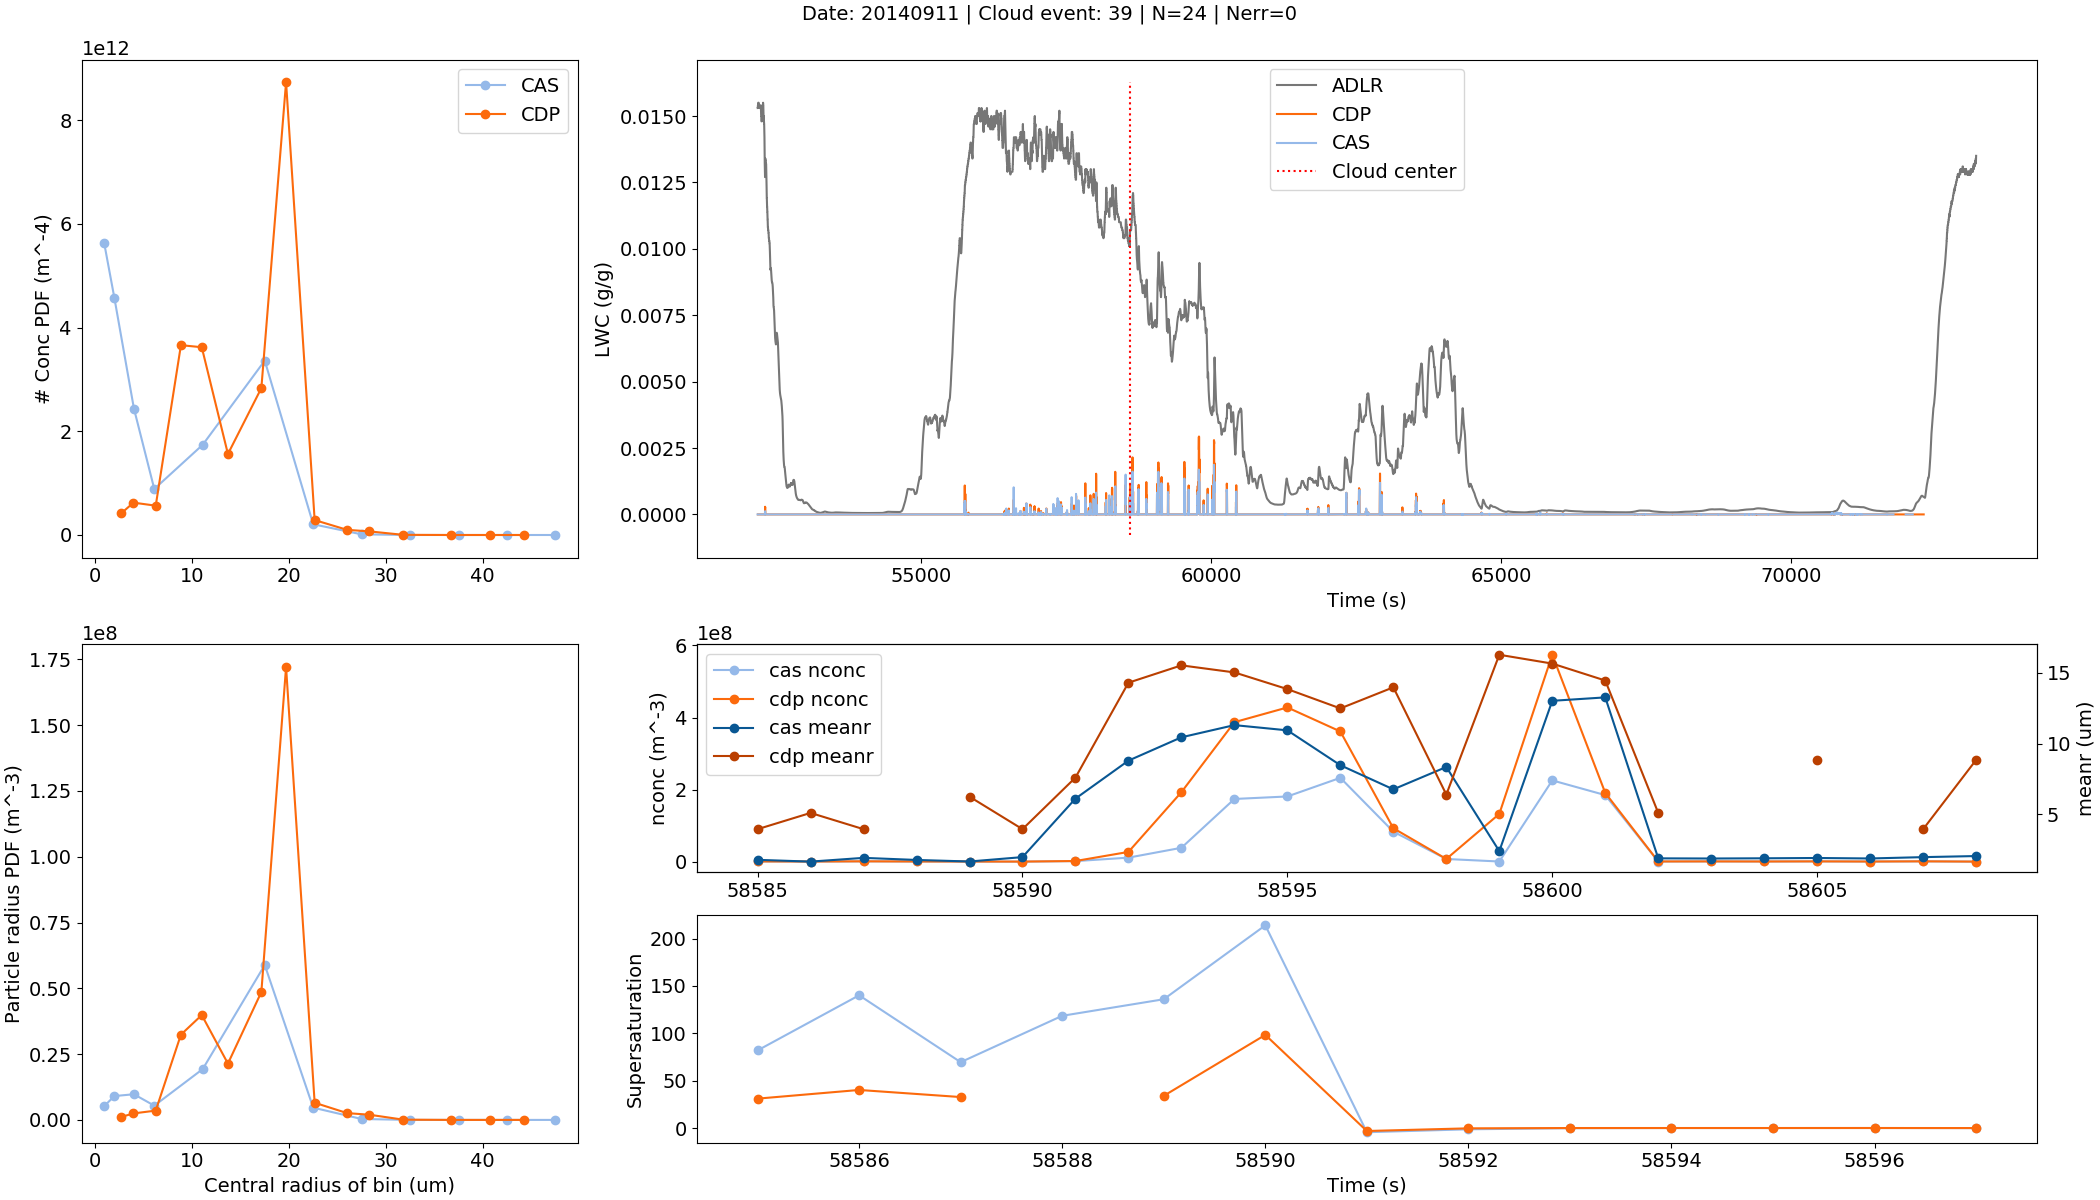 Date: 20140911 | Cloud event: 39 | N=24 | Nerr=0
1e12
# Conc PDF (m^-4)
8
6
4
2
0
0 10 20 30 40
CAS
CDP
LWC (g/g)
0.0150
0.0125
0.0100
0.0075
0.0050
0.0025
0.0000
55000 60000 65000 70000
Time (s)
ADLR
CDP
CAS
Cloud center
1e8
Particle radius PDF (m^-3)
1.75
1.50
1.25
1.00
0.75
0.50
0.25
0.00
0 10 20 30 40
Central radius of bin (um)
1e8
nconc (m^-3)
6
4
2
0
cas nconc
cdp nconc
cas meanr
cdp meanr
15
10
5
meanr (um)
58585 58590 58595 58600 58605
Supersaturation
200
150
100
50
0
58586 58588 58590 58592 58594 58596
Time (s)